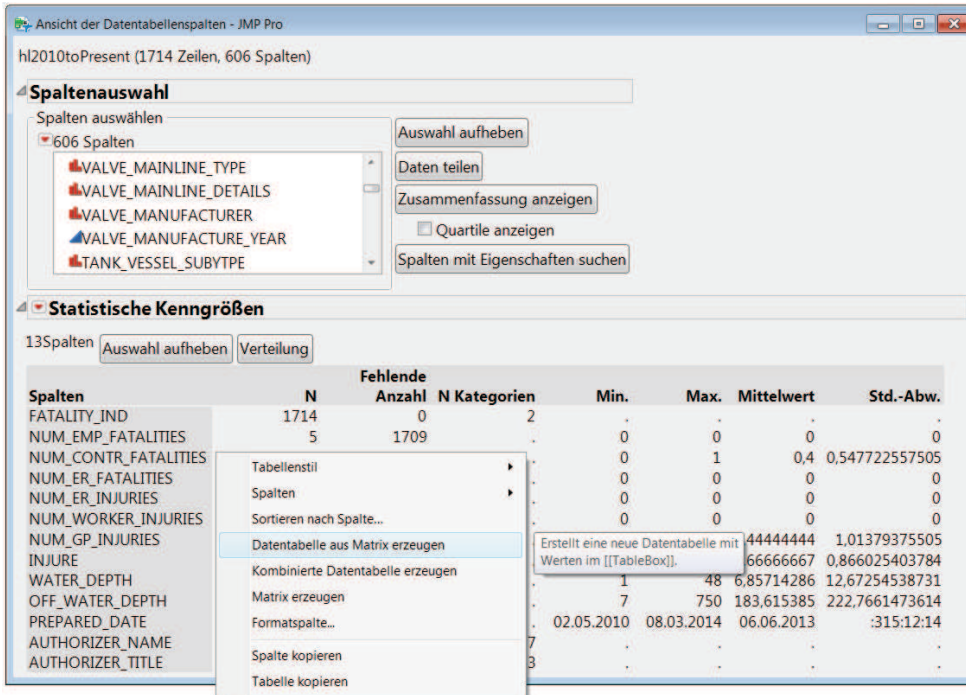 Ansicht der Datentabellenspalten - JMP Pro
hl2010toPresent (1714 Zeilen, 606 Spalten)
Spaltenauswahl
Spalten auswählen
606 Spalten
VALVE_MAINLINE_TYPE
VALVE_MAINLINE_DETAILS
VALVE_MANUFACTURER
VALVE_MANUFACTURE_YEAR
TANK_VESSEL_SUBYTPE
Auswahl aufheben
Daten teilen
Zusammenfassung anzeigen
Quartile anzeigen
Spalten mit Eigenschaften suchen
Statistische Kenngrößen
13Spalten Auswahl aufheben Verteilung
Spalten N Fehlende Anzahl N Kategorien Min. Max. Mittelwert Std.-Abw.
FATALITY_IND 1714 0 2 . . . .
NUM_EMP_FATALITIES 5 1709 . 0 0 0 0
NUM_CONTR_FATALITIES . 0 1 0,4 0,547722557505
NUM_ER_FATALITIES . 0 0 0 0
NUM_ER_INJURIES . 0 0 0 0
NUM_WORKER_INJURIES . 0 0 0 0
NUM_GP_INJURIES 44444444 1,01379375505
INJURE 66666667 0,8660254037​84
WATER_DEPTH . 1 48 6,85714286 12,67254538731
OFF_WATER_DEPTH . 7 750 183,615385 222,7661473614
PREPARED_DATE . 02.05.2010 08.03.2014 06.06.2013 :315:12:14
AUTHORIZER_NAME 7 . . . .
AUTHORIZER_TITLE 3 . . . .
Tabellenstil
Spalten
Sortieren nach Spalte...
Datentabelle aus Matrix erzeugen
Kombinierte Datentabelle erzeugen
Matrix erzeugen
Formatspalte...
Spalte kopieren
Tabelle kopieren
Erstellt eine neue Datentabelle mit
Werten im [[TableBox]].